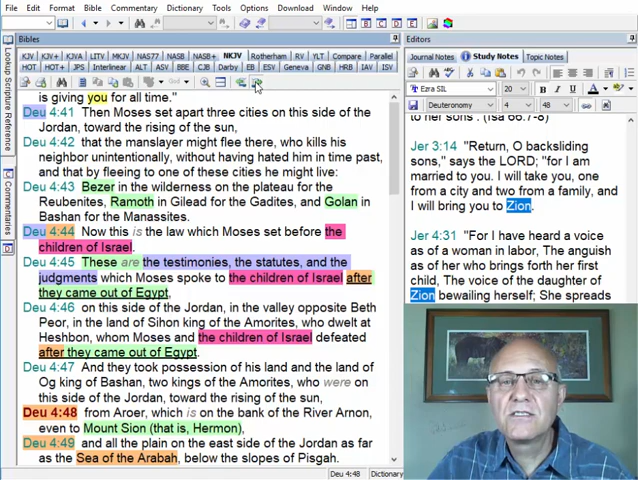 File Edit View Bible Commentary Dictionary Tools Options Download Window Help
Bibles
KJV KJV+ KJVA LITV MKJV NAS77 NASB NASB+ NKJV Rotherham RV YLT Compare Parallel
HOT HOT+ JPS Interlinear ALT ASV BBE CJB Darby EB ESV Geneva GNB HRB IAV ISV
is giving you for all time."
Deu 4:41 Then Moses set apart three cities on this side of the
Jordan, toward the rising of the sun,
Deu 4:42 that the manslayer might flee there, who kills his
neighbor unintentionally, without having hated him in time past,
and that by fleeing to one of these cities he might live:
Deu 4:43 Bezer in the wilderness on the plateau for the
Reubenites, Ramoth in Gilead for the Gadites, and Golan in
Bashan for the Manassites.
Deu 4:44 Now this is the law which Moses set before the
children of Israel.
Deu 4:45 These are the testimonies, the statutes, and the
judgments which Moses spoke to the children of Israel after
they came out of Egypt,
Deu 4:46 on this side of the Jordan, in the valley opposite Beth
Peor, in the land of Sihon king of the Amorites, who dwelt at
Heshbon, whom Moses and the children of Israel defeated
after they came out of Egypt.
Deu 4:47 And they took possession of his land and the land of
Og king of Bashan, two kings of the Amorites, who were on
this side of the Jordan, toward the rising of the sun,
Deu 4:48 from Aroer, which is on the bank of the River Arnon,
even to Mount Sion (that is, Hermon),
Deu 4:49 and all the plain on the east side of the Jordan as far
as the Sea of the Arabah, below the slopes of Pisgah.
Lookup Scripture Reference
Commentaries
Editors
Journal Notes Study Notes Topic Notes
Ezra SIL 20
Deuteronomy 4 48
to her sons". (Isa 66:7-8)
Jer 3:14 "Return, O backsliding
sons," says the LORD; "for I am
married to you. I will take you, one
from a city and two from a family, and
I will bring you to Zion.
Jer 4:31 "For I have heard a voice
as of a woman in labor, The anguish
as of her who brings forth her first
child, The voice of the daughter of
Zion bewailing herself; She spreads
Deu 4:48 Dictionary